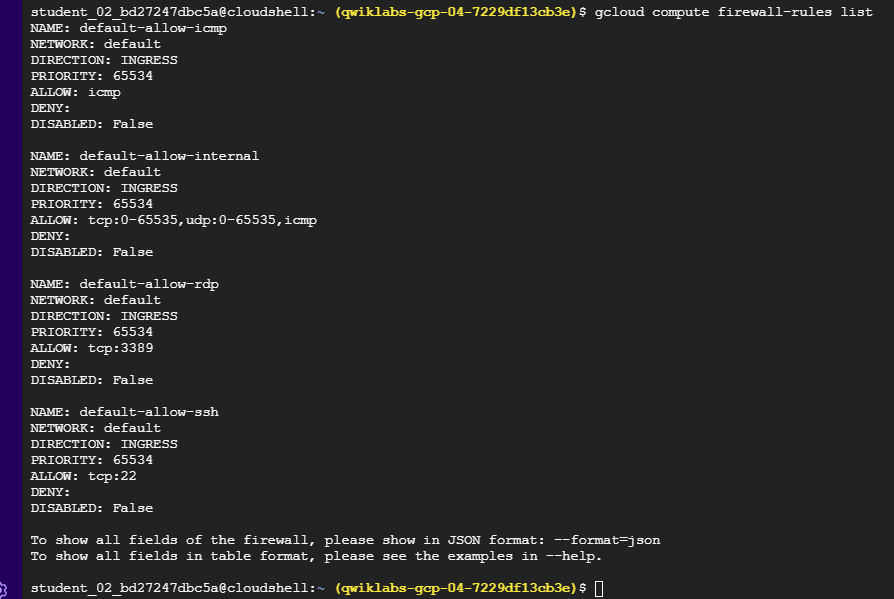 student_02_bd27247dbc5a@cloudshell:~ (qwiklabs-gcp-04-7229df13cb3e)$ gcloud compute firewall-rules list
NAME: default-allow-icmp
NETWORK: default
DIRECTION: INGRESS
PRIORITY: 65534
ALLOW: icmp
DENY:
DISABLED: False
NAME: default-allow-internal
NETWORK: default
DIRECTION: INGRESS
PRIORITY: 65534
ALLOW: tcp:0-65535,udp:0-65535,icmp
DENY:
DISABLED: False
NAME: default-allow-rdp
NETWORK: default
DIRECTION: INGRESS
PRIORITY: 65534
ALLOW: tcp:3389
DENY:
DISABLED: False
NAME: default-allow-ssh
NETWORK: default
DIRECTION: INGRESS
PRIORITY: 65534
ALLOW: tcp:22
DENY:
DISABLED: False
To show all fields of the firewall, please show in JSON format: --format=json
To show all fields in table format, please see the examples in --help.
student_02_bd27247dbc5a@cloudshell:~ (qwiklabs-gcp-04-7229df13cb3e)$